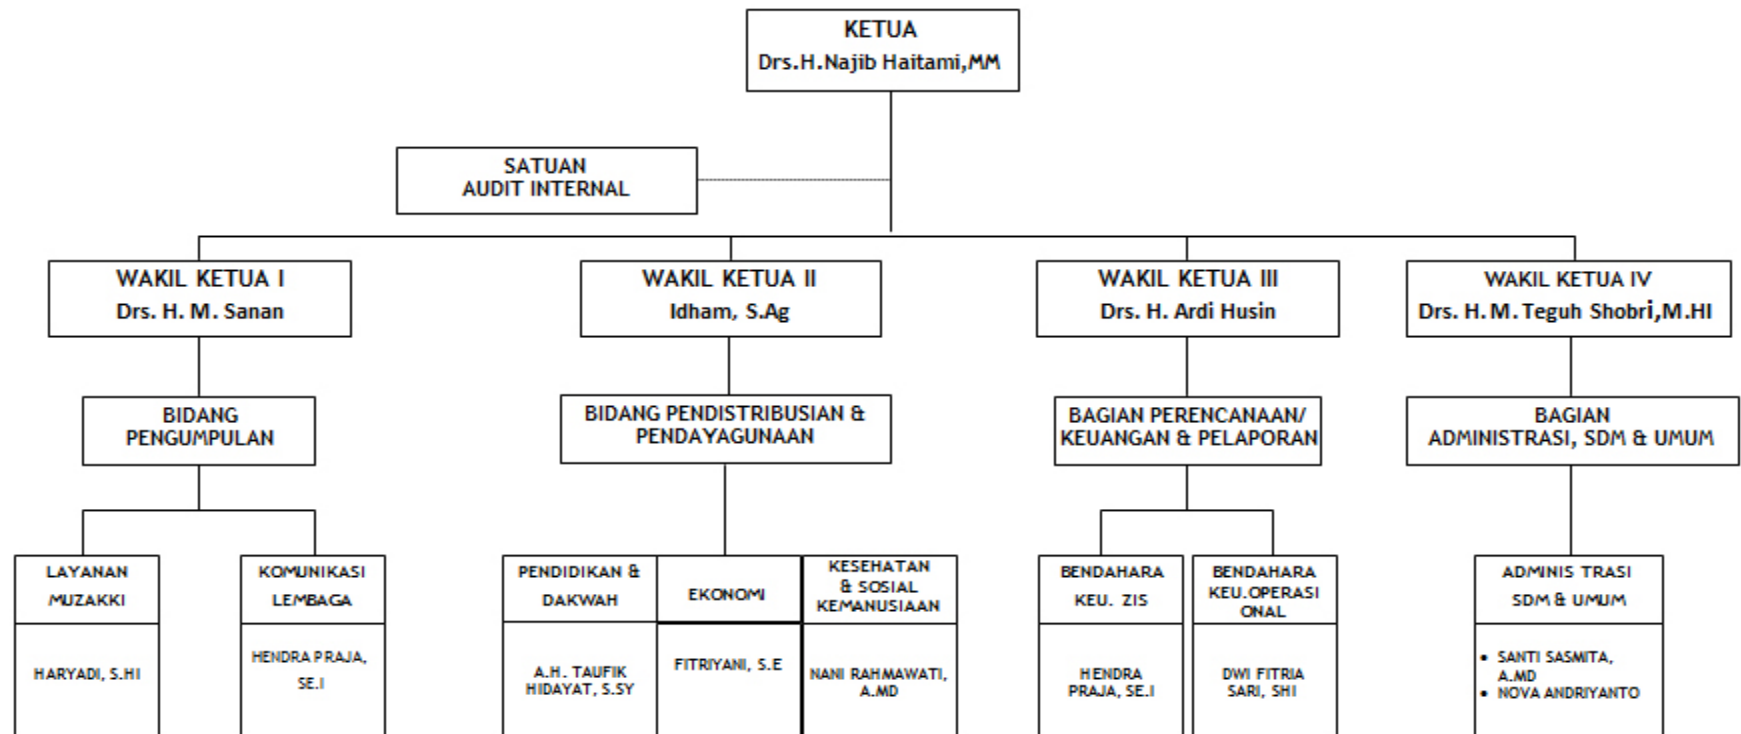 KETUA
Drs.H.Najib Haitami,MM
SATUAN
AUDIT INTERNAL
WAKIL KETUA I
Drs. H. M. Sanan
WAKIL KETUA II
Idham, S.Ag
WAKIL KETUA III
Drs. H. Ardi Husin
WAKIL KETUA IV
Drs. H. M. Teguh Shobri,M.HI
BIDANG
PENGUMPULAN
BIDANG PENDISTRIBUSIAN &
PENDAYAGUNAAN
BAGIAN PERENCANAAN/
KEUANGAN & PELAPORAN
BAGIAN
ADMINISTRASI, SDM & UMUM
LAYANAN
MUZAKKI
HARYADI, S.HI
KOMUNIKASI
LEMBAGA
HENDRA PRAJA,
SE.I
PENDIDIKAN &
DAKWAH
A.H. TAUFIK
HIDAYAT, S.SY
EKONOMI
FITRIYANI, S.E
KESEHATAN
& SOSIAL
KEMANUSIAAN
NANI RAHMAWATI,
A.MD
BENDAHARA
KEU. ZIS
HENDRA
PRAJA, SE.I
BENDAHARA
KEU.OPERASI
ONAL
DWI FITRIA
SARI, SHI
ADMINIS TRASI
SDM & UMUM
• SANTI SASMITA,
A.MD
• NOVA ANDRIYANTO